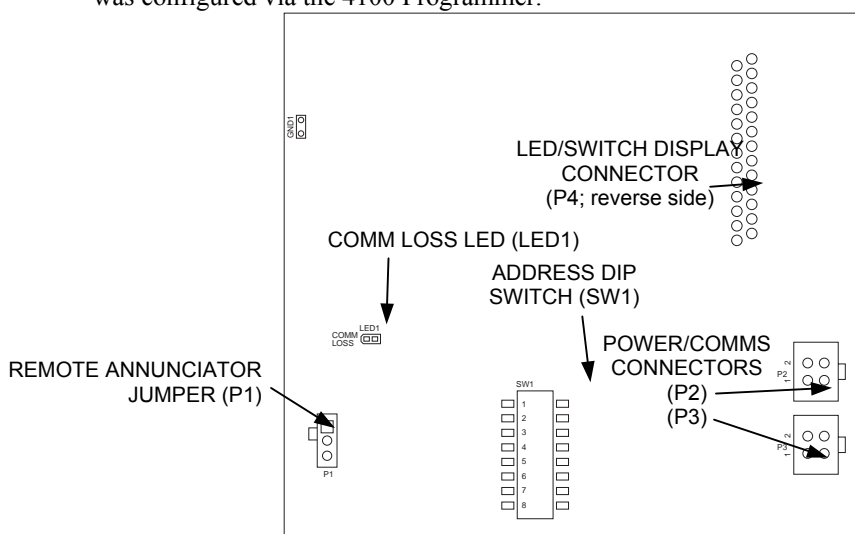 was configured via the 4100 Programmer.
GND1
LED/SWITCH DISPLAY
CONNECTOR
(P4; reverse side)
COMM LOSS LED (LED1)
ADDRESS DIP
SWITCH (SW1)
LED1
COMM
LOSS
POWER/COMMS
CONNECTORS
(P2)
(P3)
REMOTE ANNUNCIATOR
JUMPER (P1)
P2
2
1
P3
2
1
SW1
1
2
3
4
5
6
7
8
P1